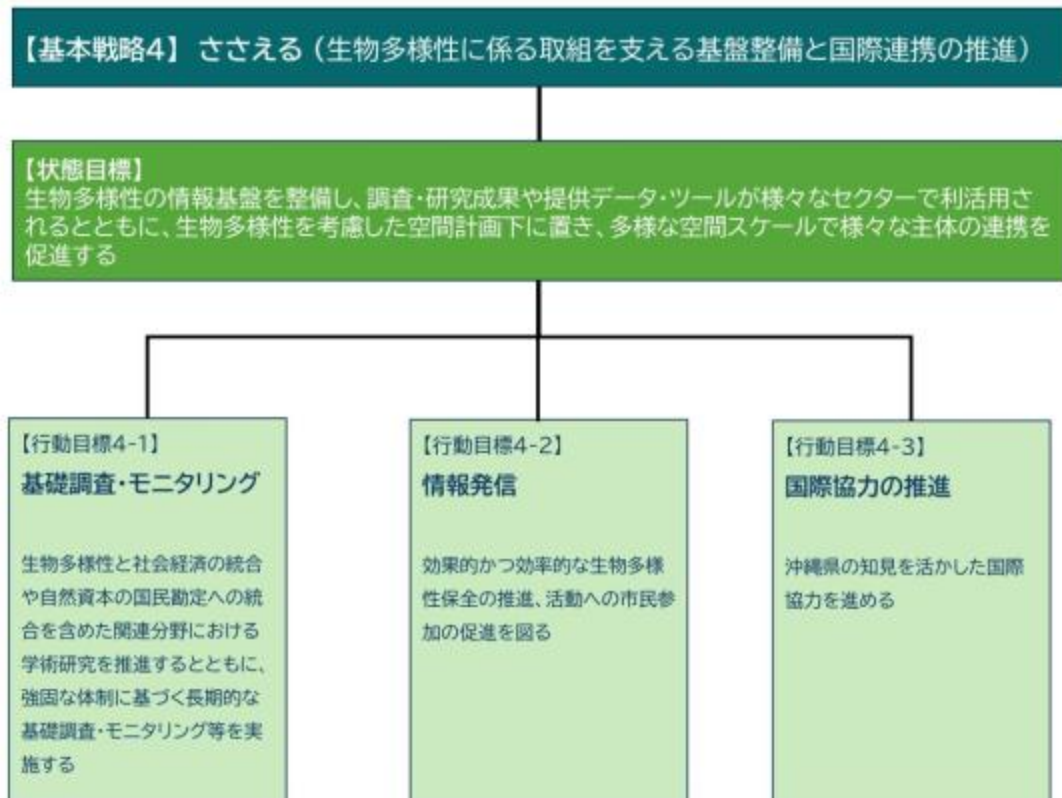 【基本戦略4】 ささえる（生物多様性に係る取組を支える基盤整備と国際連携の推進）
【状態目標】
生物多様性の情報基盤を整備し、調査・研究成果や提供データ・ツールが様々なセクターで利活用さ
れるとともに、生物多様性を考慮した空間計画下に置き、多様な空間スケールで様々な主体の連携を
促進する
【行動目標4-1】
基礎調査・モニタリング
生物多様性と社会経済の統合
や自然資本の国民勘定への統
合を含めた関連分野における
学術研究を推進するとともに、
強固な体制に基づく長期的な
基礎調査・モニタリング等を実
施する
【行動目標4-2】
情報発信
効果的かつ効率的な生物多様
性保全の推進、活動への市民参
加の促進を図る
【行動目標4-3】
国際協力の推進
沖縄県の知見を活かした国際
協力を進める